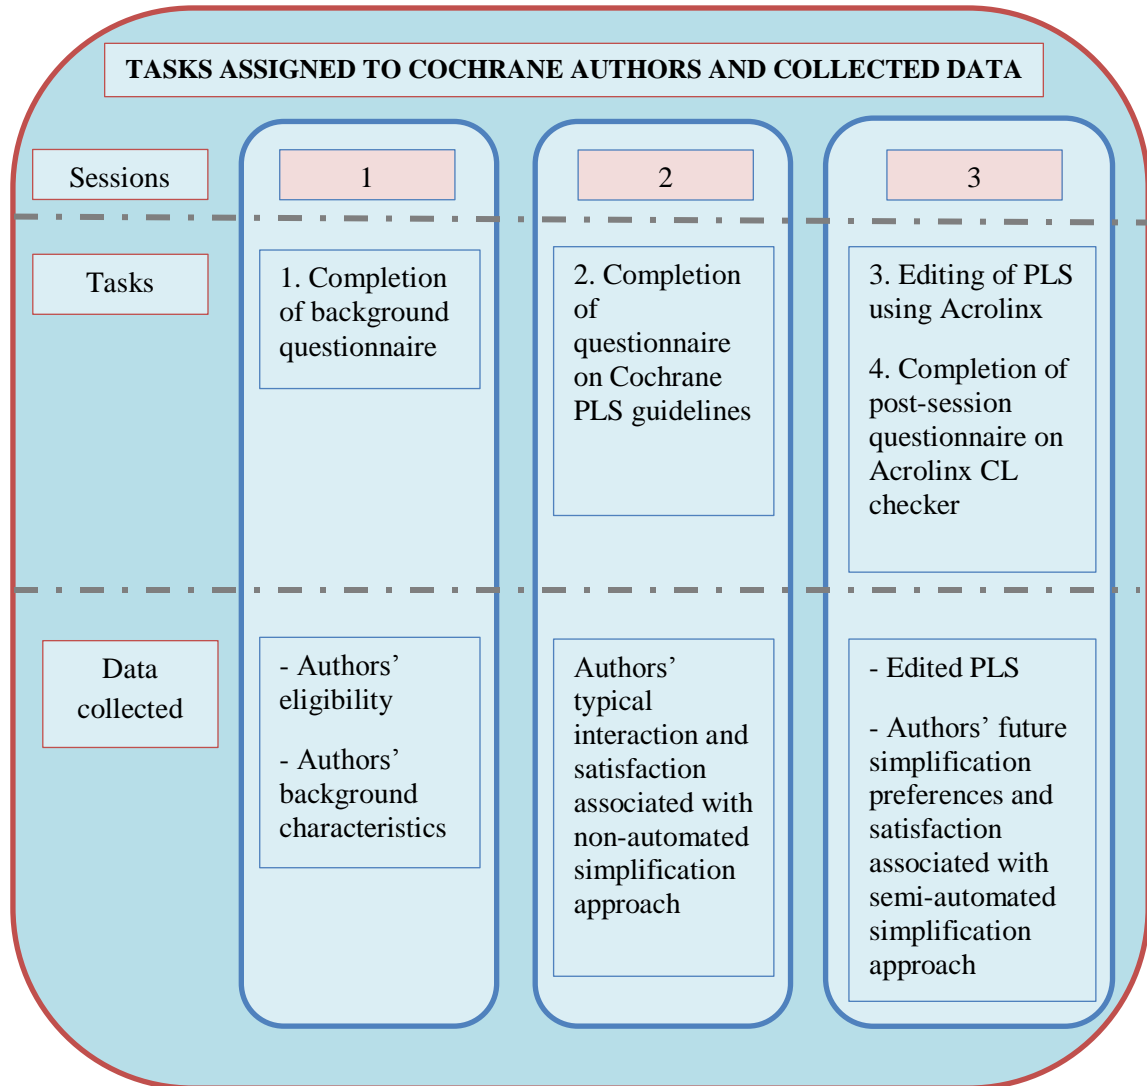 TASKS ASSIGNED TO COCHRANE AUTHORS AND COLLECTED DATA
Sessions
1
2
3
Tasks
1. Completion
of background
questionnaire
2. Completion
of
questionnaire
on Cochrane
PLS guidelines
3. Editing of PLS
using Acrolinx
4. Completion of
post-session
questionnaire on
Acrolinx CL
checker
Data
collected
- Authors’
eligibility
- Authors’
background
characteristics
Authors’
typical
interaction and
satisfaction
associated with
non-automated
simplification
approach
- Edited PLS
- Authors’ future
simplification
preferences and
satisfaction
associated with
semi-automated
simplification
approach